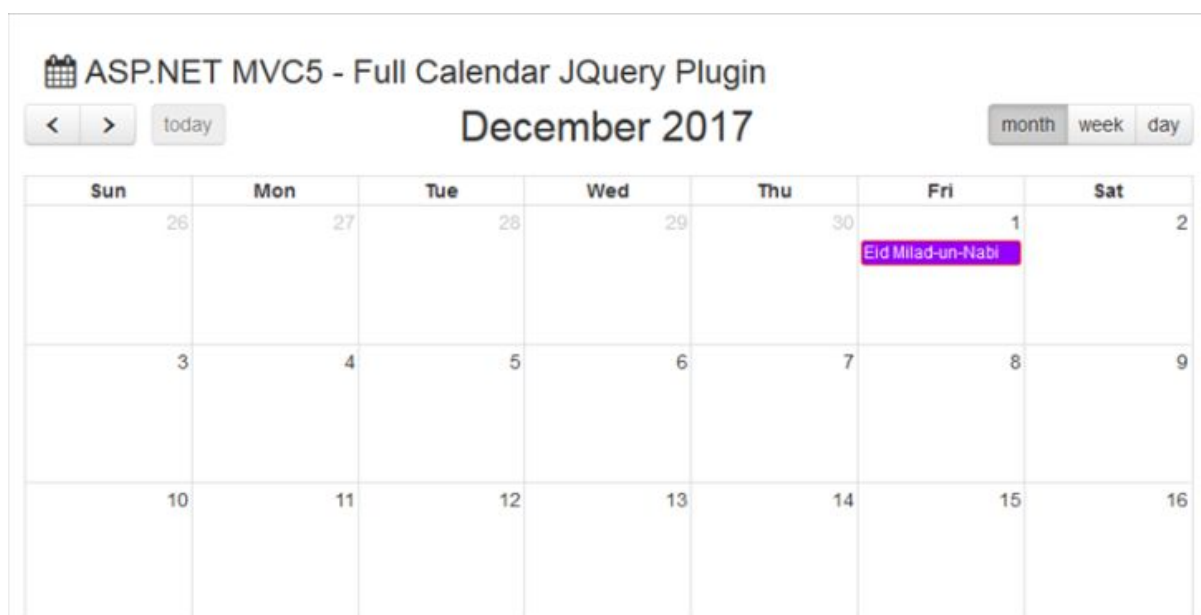 ASP.NET MVC5 - Full Calendar JQuery Plugin
< > today December 2017 month week day
Sun Mon Tue Wed Thu Fri Sat
26 27 28 29 30 1 2
Eid Milad-un-Nabi
3 4 5 6 7 8 9
10 11 12 13 14 15 16